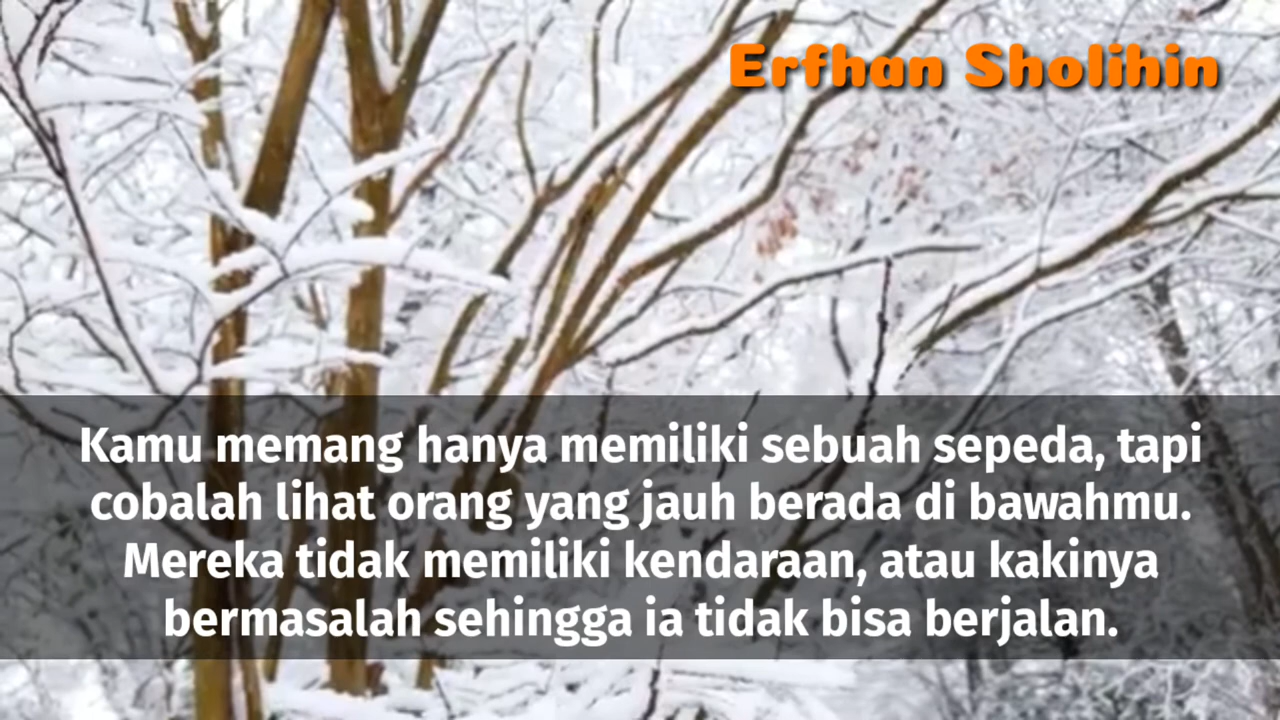 Erfhan Sholihin
Kamu memang hanya memiliki sebuah sepeda, tapi
cobalah lihat orang yang jauh berada di bawahmu.
Mereka tidak memiliki kendaraan, atau kakinya
bermasalah sehingga ia tidak bisa berjalan.